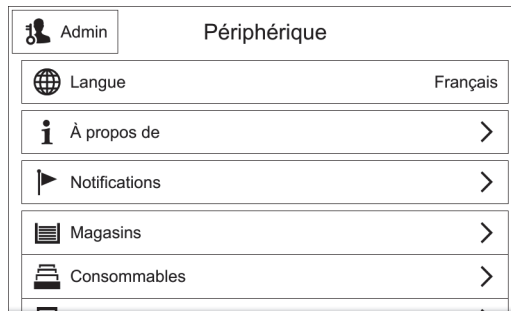 Admin
Périphérique
Langue Français
À propos de
Notifications
Magasins
Consommables